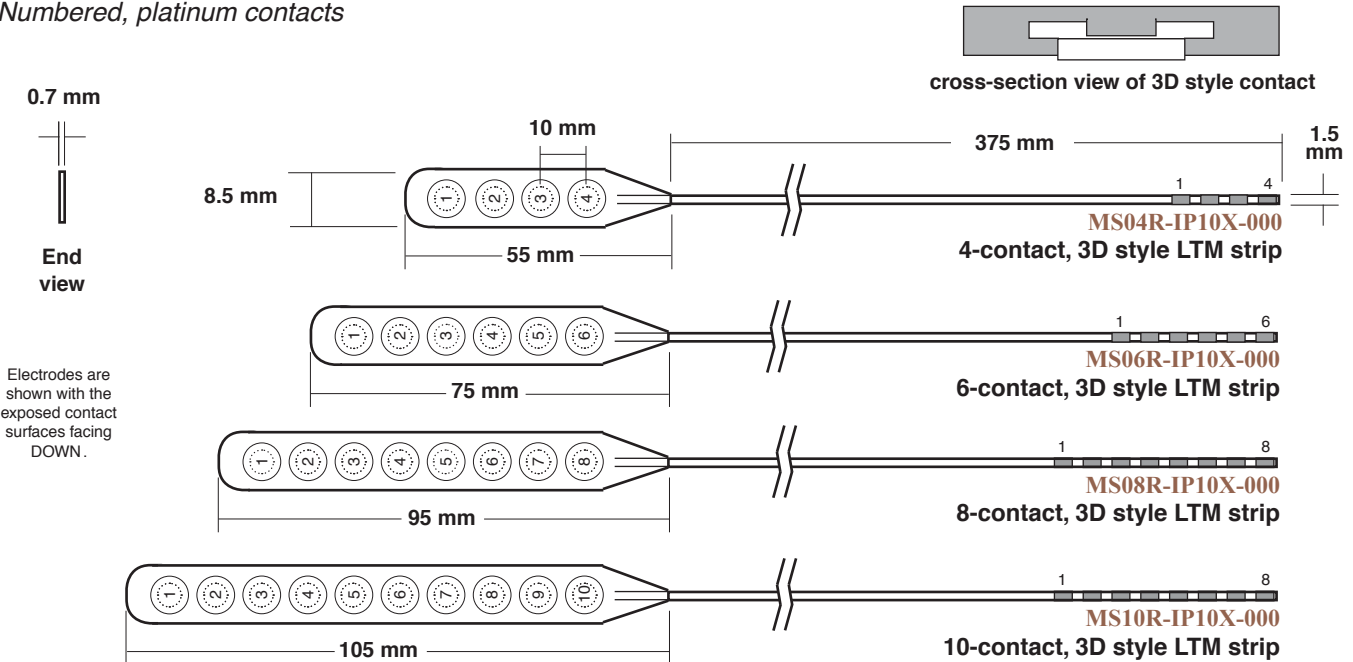 Numbered, platinum contacts
cross-section view of 3D style contact
0.7 mm
End
view
Electrodes are
shown with the
exposed contact
surfaces facing
DOWN.
8.5 mm
10 mm
375 mm
1.5
mm
1 2 3 4
1 4
55 mm
MS04R-IP10X-000
4-contact, 3D style LTM strip
1 2 3 4 5 6
1 6
75 mm
MS06R-IP10X-000
6-contact, 3D style LTM strip
1 2 3 4 5 6 7 8
1 8
95 mm
MS08R-IP10X-000
8-contact, 3D style LTM strip
1 2 3 4 5 6 7 8 9 10
1 8
105 mm
MS10R-IP10X-000
10-contact, 3D style LTM strip